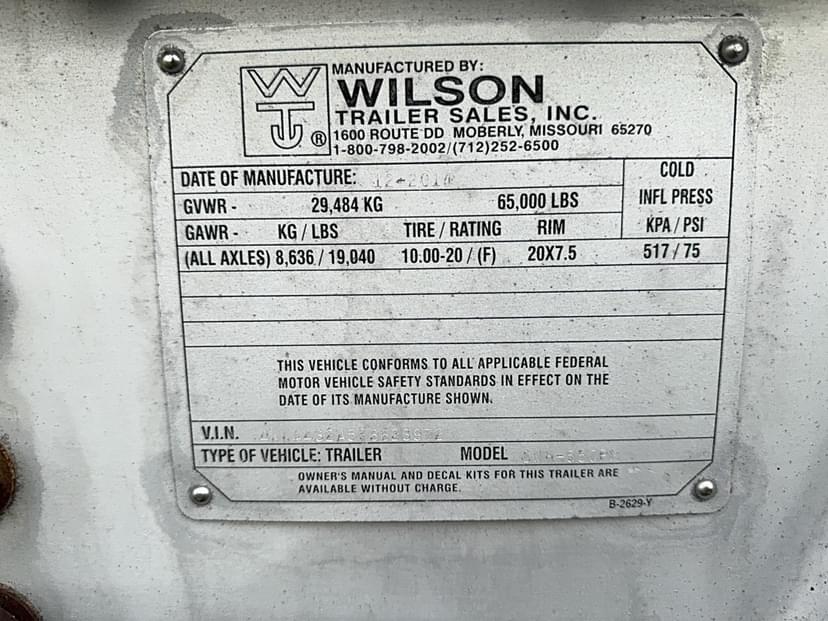 WTJ ®
MANUFACTURED BY:
WILSON
TRAILER SALES, INC.
1600 ROUTE DD MOBERLY, MISSOURI 65270
1-800-798-2002/(712)252-6500
DATE OF MANUFACTURE:
COLD
INFL PRESS
KPA / PSI
GVWR - 29,484 KG 65,000 LBS
GAWR - KG / LBS TIRE / RATING RIM
(ALL AXLES) 8,636 / 19,040 10.00-20 / (F) 20X7.5 517 / 75
THIS VEHICLE CONFORMS TO ALL APPLICABLE FEDERAL
MOTOR VEHICLE SAFETY STANDARDS IN EFFECT ON THE
DATE OF ITS MANUFACTURE SHOWN.
V.I.N.
TYPE OF VEHICLE: TRAILER MODEL
OWNER'S MANUAL AND DECAL KITS FOR THIS TRAILER ARE
AVAILABLE WITHOUT CHARGE.
B-2629-Y